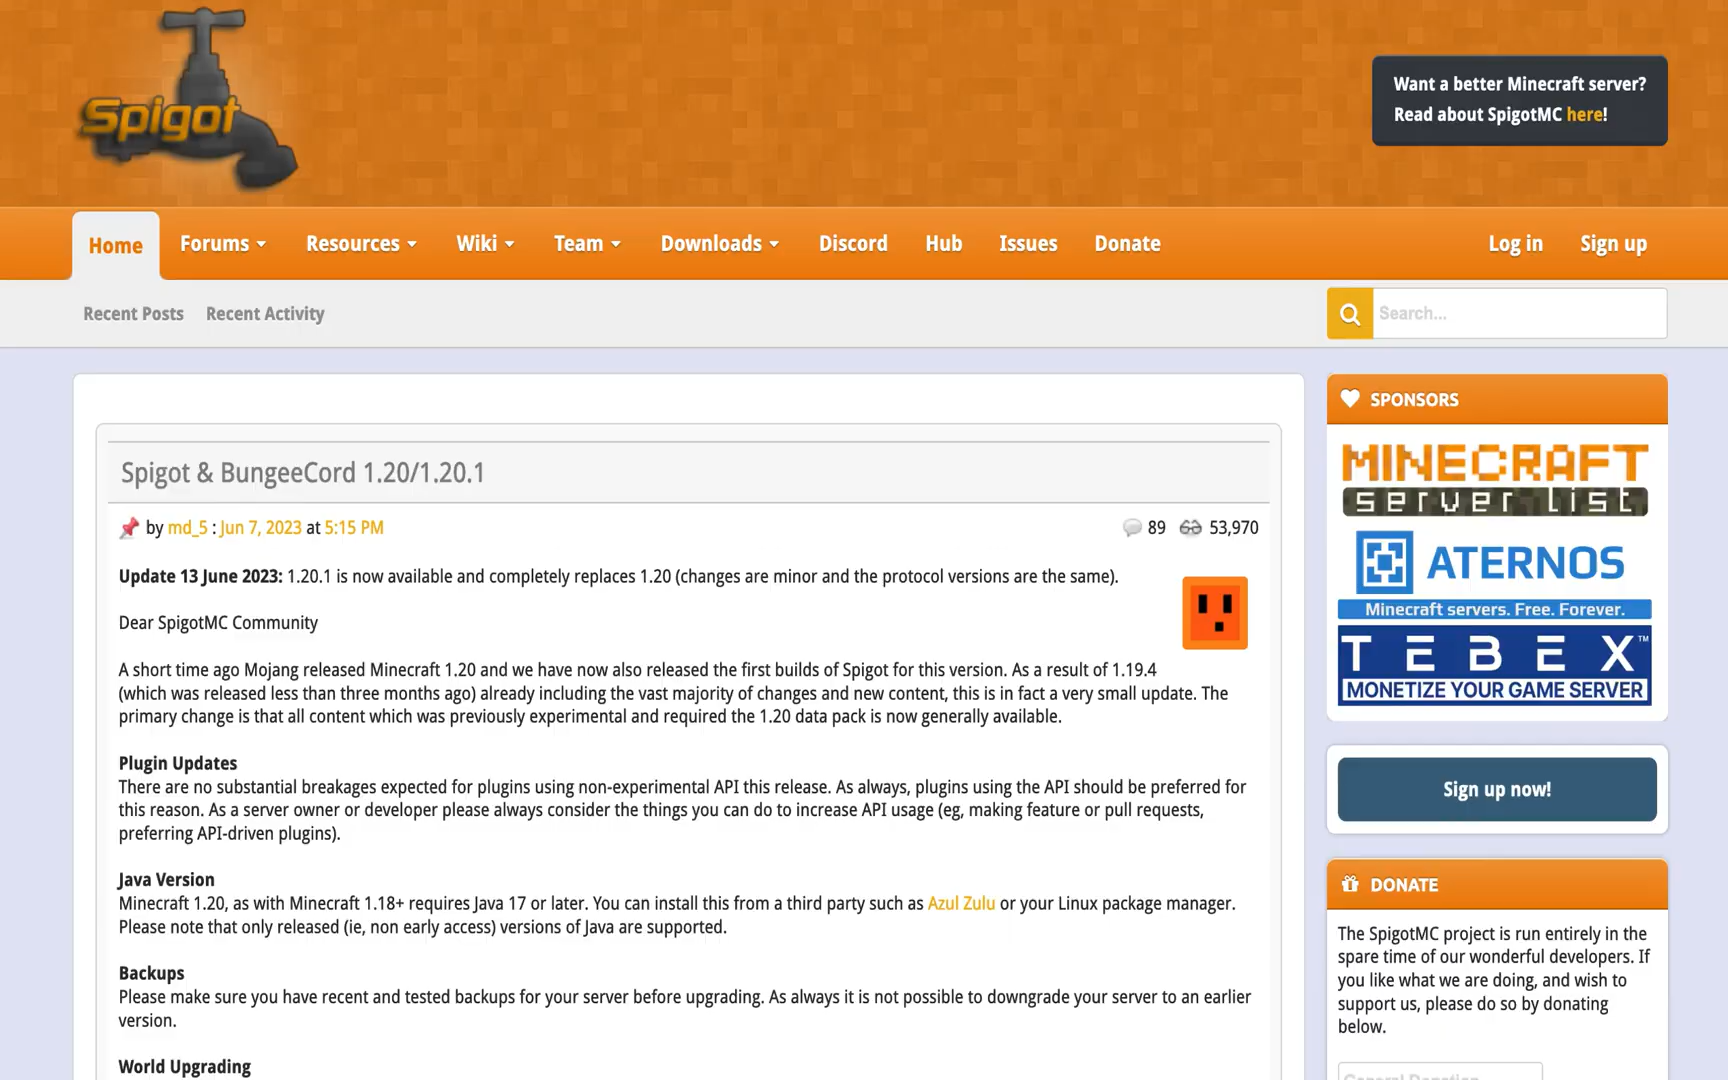 Spigot
Want a better Minecraft server?
Read about SpigotMC here!
Home
Forums
Resources
Wiki
Team
Downloads
Discord
Hub
Issues
Donate
Log in
Sign up
Recent Posts
Recent Activity
Search...
Spigot & BungeeCord 1.20/1.20.1
by md_5 : Jun 7, 2023 at 5:15 PM
89
53,970
Update 13 June 2023: 1.20.1 is now available and completely replaces 1.20 (changes are minor and the protocol versions are the same).
Dear SpigotMC Community
A short time ago Mojang released Minecraft 1.20 and we have now also released the first builds of Spigot for this version. As a result of 1.19.4
(which was released less than three months ago) already including the vast majority of changes and new content, this is in fact a very small update. The
primary change is that all content which was previously experimental and required the 1.20 data pack is now generally available.
Plugin Updates
There are no substantial breakages expected for plugins using non-experimental API this release. As always, plugins using the API should be preferred for
this reason. As a server owner or developer please always consider the things you can do to increase API usage (eg, making feature or pull requests,
preferring API-driven plugins).
Java Version
Minecraft 1.20, as with Minecraft 1.18+ requires Java 17 or later. You can install this from a third party such as Azul Zulu or your Linux package manager.
Please note that only released (ie, non early access) versions of Java are supported.
Backups
Please make sure you have recent and tested backups for your server before upgrading. As always it is not possible to downgrade your server to an earlier
version.
World Upgrading
SPONSORS
MINECRAFT
server list
ATERNOS
Minecraft servers. Free. Forever.
TEBEX™
MONETIZE YOUR GAME SERVER
Sign up now!
DONATE
The SpigotMC project is run entirely in the
spare time of our wonderful developers. If
you like what we are doing, and wish to
support us, please do so by donating
below.
General Donation